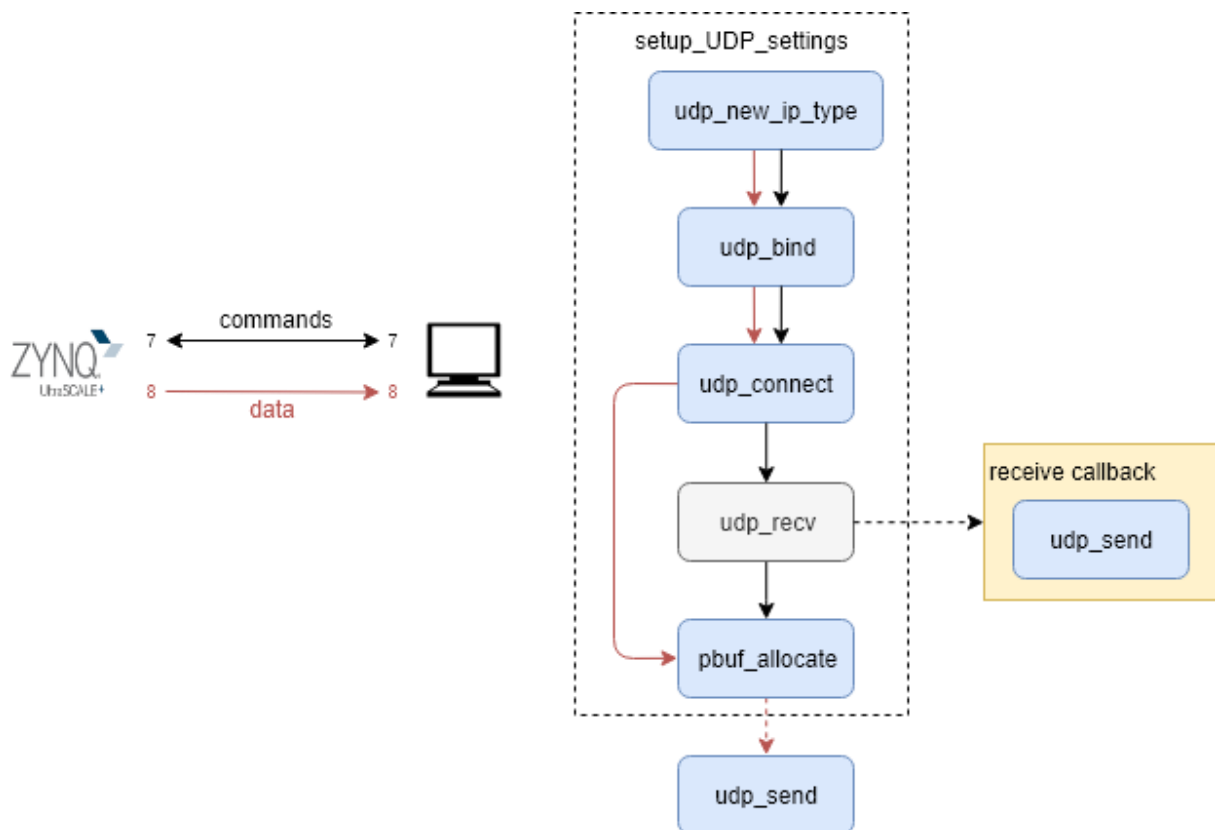 setup_UDP_settings
udp_new_ip_type
udp_bind
commands
7
7
ZYNQ
UltraSCALE+
8
8
data
udp_connect
receive callback
udp_recv
udp_send
pbuf_allocate
udp_send